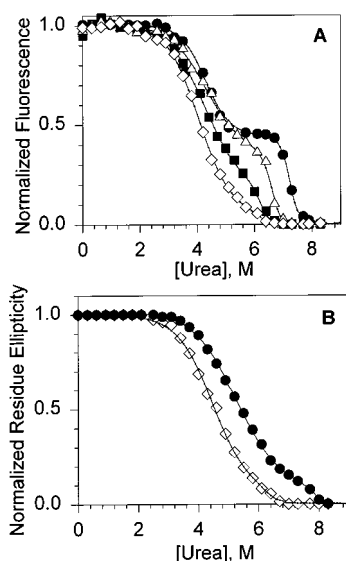 A
Normalized Fluorescence
1.0
0.5
0.0
0 2 4 6 8
[Urea], M
B
Normalized Residue Ellipticity
1.0
0.5
0.0
0 2 4 6 8
[Urea], M